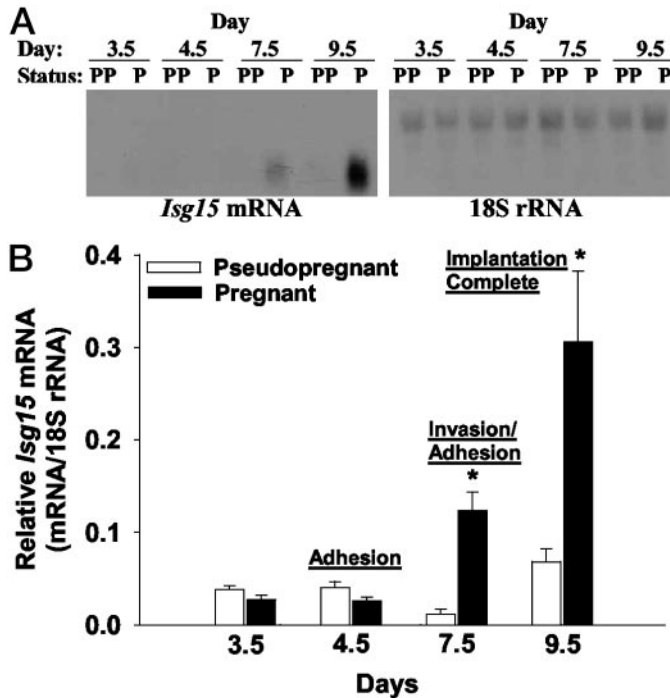 A
Day
Day
Day: 3.5 4.5 7.5 9.5 3.5 4.5 7.5 9.5
Status: PP P PP P PP P PP P PP P PP P PP P PP P
Isg15 mRNA
18S rRNA
B
Relative Isg15 mRNA
(mRNA/18S rRNA)
0.4
0.3
0.2
0.1
0.0
Pseudopregnant
Pregnant
Implantation
Complete
*
Invasion/
Adhesion
*
Adhesion
3.5 4.5 7.5 9.5
Days